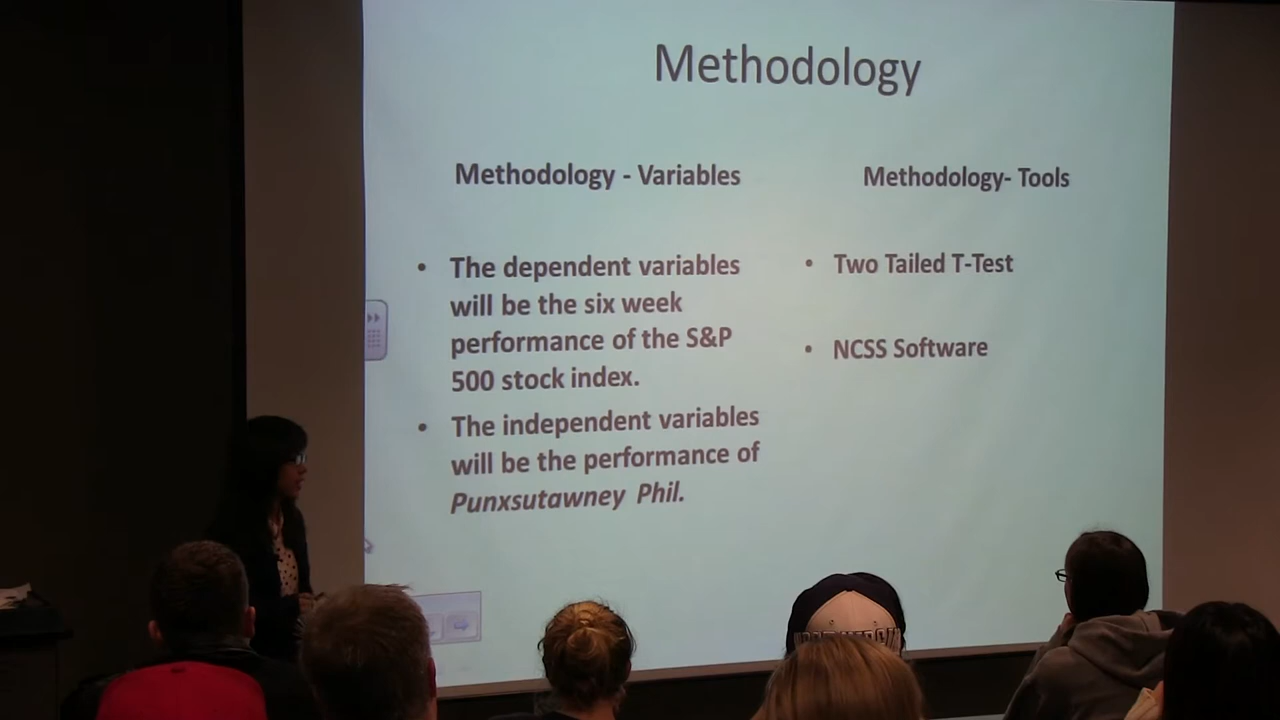 Methodology
Methodology - Variables
• The dependent variables
will be the six week
performance of the S&P
500 stock index.
• The independent variables
will be the performance of
Punxsutawney Phil.
Methodology- Tools
• Two Tailed T-Test
• NCSS Software